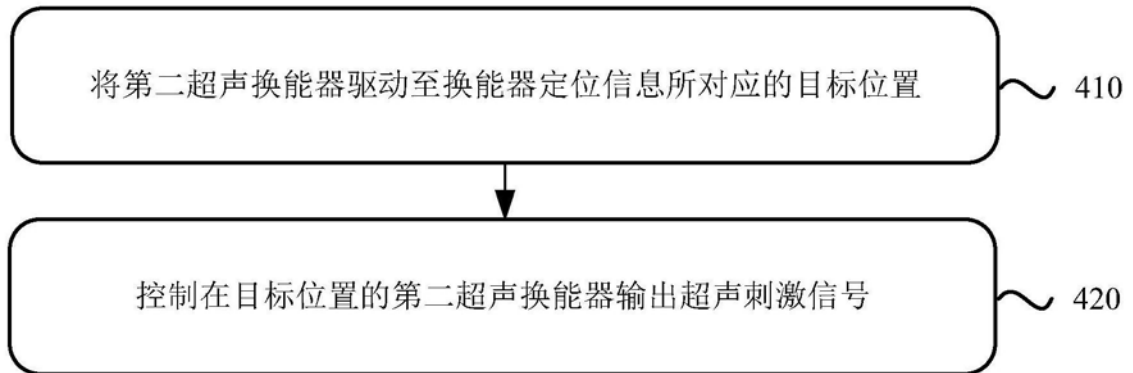 将第二超声换能器驱动至换能器定位信息所对应的目标位置
410
控制在目标位置的第二超声换能器输出超声刺激信号
420